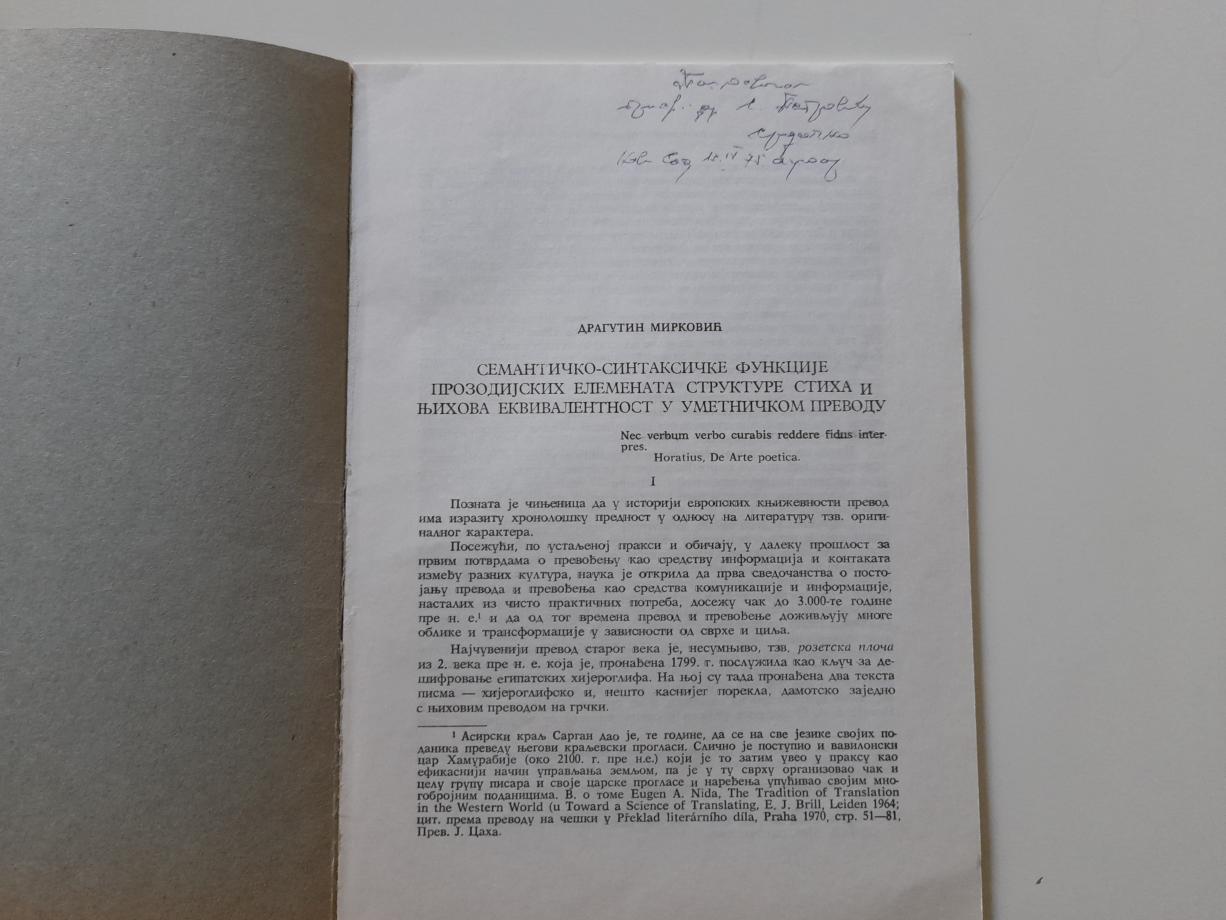 др С. Петровићу
срдачно
Нови Сад 18. IV 75
ДРАГУТИН МИРКОВИЋ
СЕМАНТИЧКО-СИНТАКСИЧКЕ ФУНКЦИЈЕ
ПРОЗОДИЈСКИХ ЕЛЕМЕНАТА СТРУКТУРЕ СТИХА И
ЊИХОВА ЕКВИВАЛЕНТНОСТ У УМЕТНИЧКОМ ПРЕВОДУ
Nec verbum verbo curabis reddere fidus inter-
pres.
Horatius, De Arte poetica.
I
Позната је чињеница да у историји европских књижевности превод
има изразиту хронолошку предност у односу на литературу тзв. ориги-
налног карактера.
Посежући, по устаљеној пракси и обичају, у далеку прошлост за
првим потврдама о превођењу као средству информација и контаката
између разних култура, наука је открила да прва сведочанства о посто-
јању превода и превођења као средства комуникације и информације,
насталих из чисто практичних потреба, досежу чак до 3.000-те године
пре н. е.¹ и да од тог времена превод и превођење доживљују многе
облике и трансформације у зависности од сврхе и циља.
Најчувенији превод старог века је, несумњиво, тзв. розетска плоча
из 2. века пре н. е. која је, пронађена 1799. г. послужила као кључ за де-
шифровање египатских хијероглифа. На њој су тада пронађена два текста
писма — хијероглифско и, нешто каснијег порекла, дамотско заједно
с њиховим преводом на грчки.
¹ Асирски краљ Сарган дао је, те године, да се на све језике својих по-
даника преведу његови краљевски прогласи. Слично је поступио и вавилонски
цар Хамурабије (око 2100. г. пре н.е.) који је то затим увео у праксу као
ефикаснији начин управљања земљом, па је у ту сврху организовао чак и
целу групу писара и своје царске прогласе и наређења упућивао својим мно-
гобројним поданицима. В. о томе Eugen A. Nida, The Tradition of Translation
in the Western World (u Toward a Science of Translating, E. J. Brill, Leiden 1964;
цит. према преводу на чешки у Překlad literárního díla, Praha 1970, стр. 51—81,
Прев. Ј. Цаха.